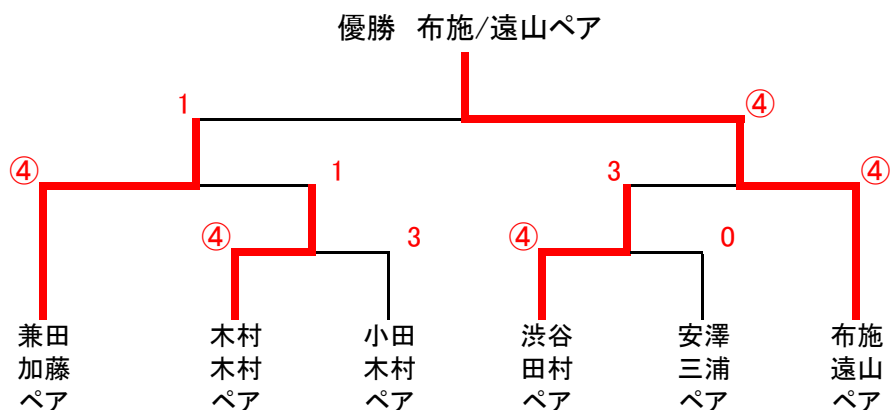 優勝 布施/遠山ペア
1
④
④
1
3
④
④
3
④
0
兼田
加藤
ペア
木村
木村
ペア
小田
木村
ペア
渋谷
田村
ペア
安澤
三浦
ペア
布施
遠山
ペア